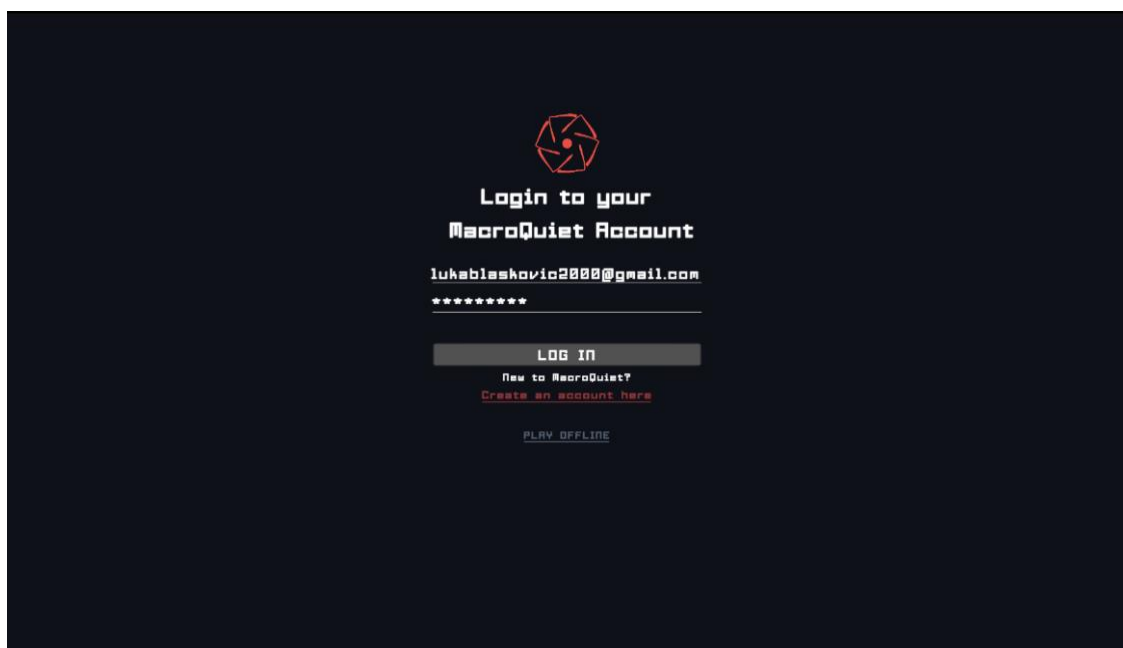 Login to your
MacroQuiet Account
lukablaskovic2000@gmail.com
*********
LOG IN
New to MacroQuiet?
Create an account here
PLAY OFFLINE